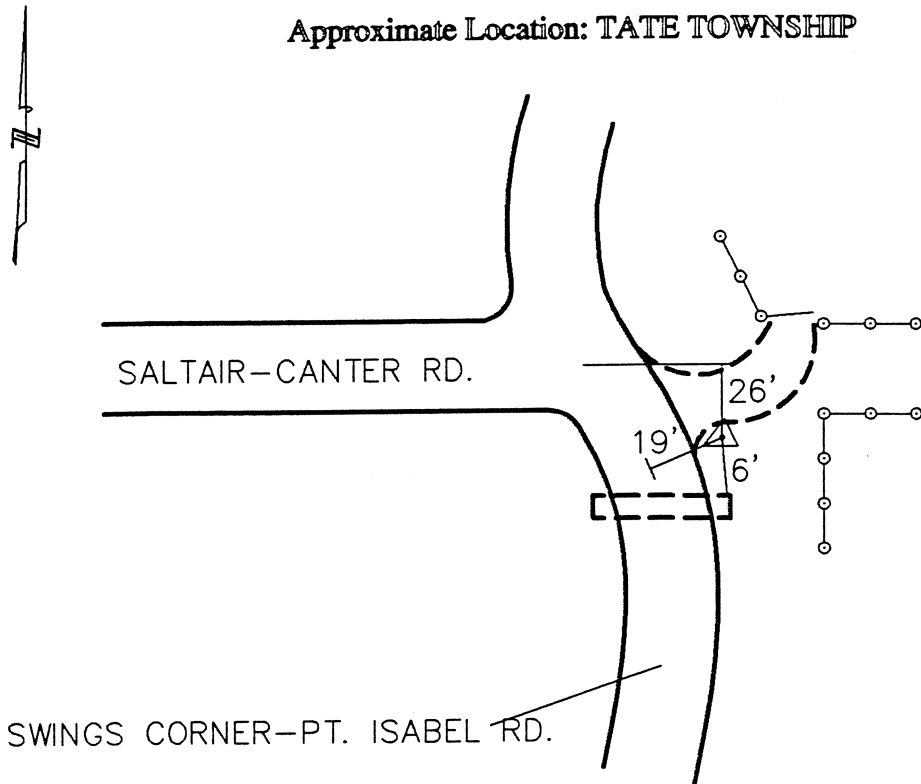 Approximate Location: TATE TOWNSHIP
N
SALTAIR-CANTER RD.
26'
19'
6'
SWINGS CORNER-PT. ISABEL RD.